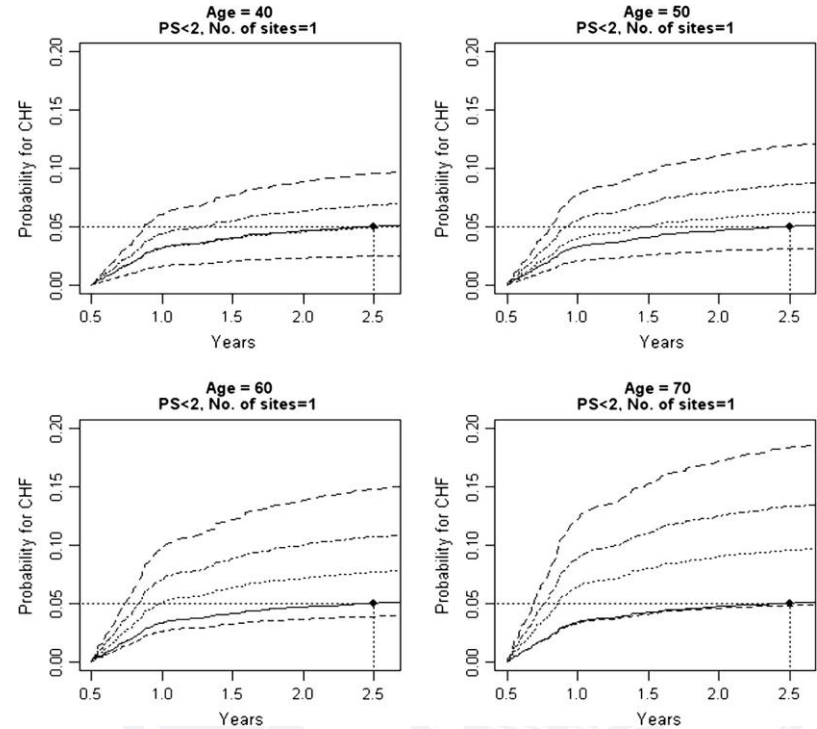 Age = 40
PS<2, No. of sites=1
Probability for CHF
0.20
0.15
0.10
0.05
0.00
0.5 1.0 1.5 2.0 2.5
Years
Age = 50
PS<2, No. of sites=1
Probability for CHF
0.20
0.15
0.10
0.05
0.00
0.5 1.0 1.5 2.0 2.5
Years
Age = 60
PS<2, No. of sites=1
Probability for CHF
0.20
0.15
0.10
0.05
0.00
0.5 1.0 1.5 2.0 2.5
Years
Age = 70
PS<2, No. of sites=1
Probability for CHF
0.20
0.15
0.10
0.05
0.00
0.5 1.0 1.5 2.0 2.5
Years